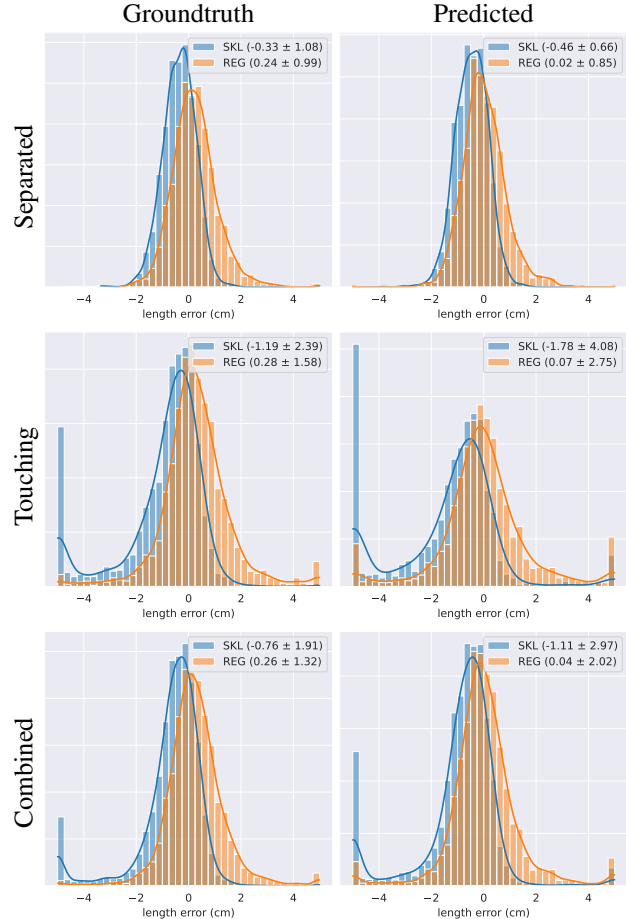 Groundtruth
Predicted
Separated
SKL (-0.33 ± 1.08)
REG (0.24 ± 0.99)
−4 −2 0 2 4
length error (cm)
SKL (-0.46 ± 0.66)
REG (0.02 ± 0.85)
−4 −2 0 2 4
length error (cm)
Touching
SKL (-1.19 ± 2.39)
REG (0.28 ± 1.58)
−4 −2 0 2 4
length error (cm)
SKL (-1.78 ± 4.08)
REG (0.07 ± 2.75)
−4 −2 0 2 4
length error (cm)
Combined
SKL (-0.76 ± 1.91)
REG (0.26 ± 1.32)
−4 −2 0 2 4
length error (cm)
SKL (-1.11 ± 2.97)
REG (0.04 ± 2.02)
−4 −2 0 2 4
length error (cm)